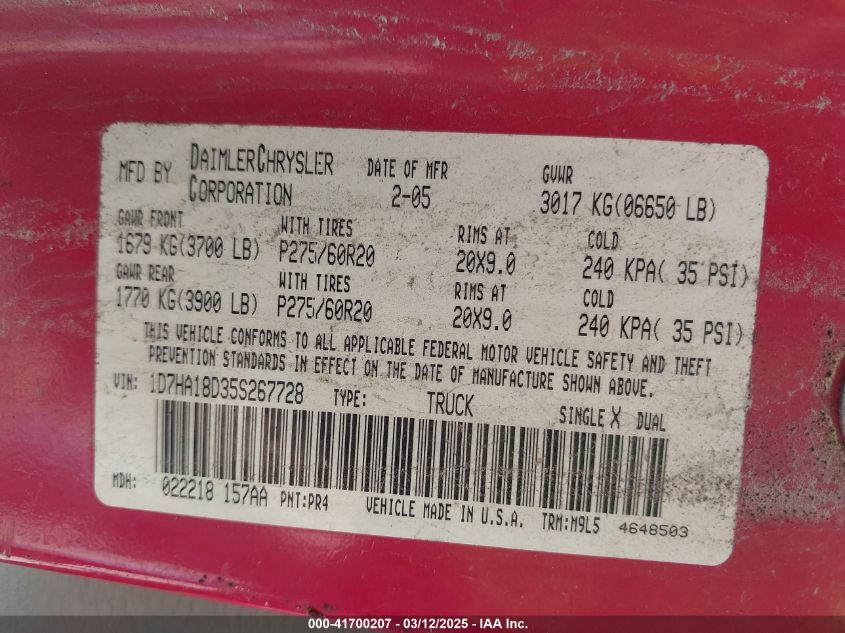 MFD BY DAIMLERCHRYSLER CORPORATION DATE OF MFR 2-05 GVWR 3017 KG(06650 LB)
GAWR FRONT WITH TIRES RIMS AT COLD
1679 KG(3700 LB) P275/60R20 20X9.0 240 KPA( 35 PSI)
GAWR REAR WITH TIRES RIMS AT COLD
1770 KG(3900 LB) P275/60R20 20X9.0 240 KPA( 35 PSI)
THIS VEHICLE CONFORMS TO ALL APPLICABLE FEDERAL MOTOR VEHICLE SAFETY AND THEFT
PREVENTION STANDARDS IN EFFECT ON THE DATE OF MANUFACTURE SHOWN ABOVE.
VIN: 1D7HA18D35S267728 TYPE: TRUCK SINGLE X DUAL
MDH: 022218 157AA PNT:PR4 VEHICLE MADE IN U.S.A. TRM:M9L5 4648503
000-41700207 - 03/12/2025 - IAA Inc.